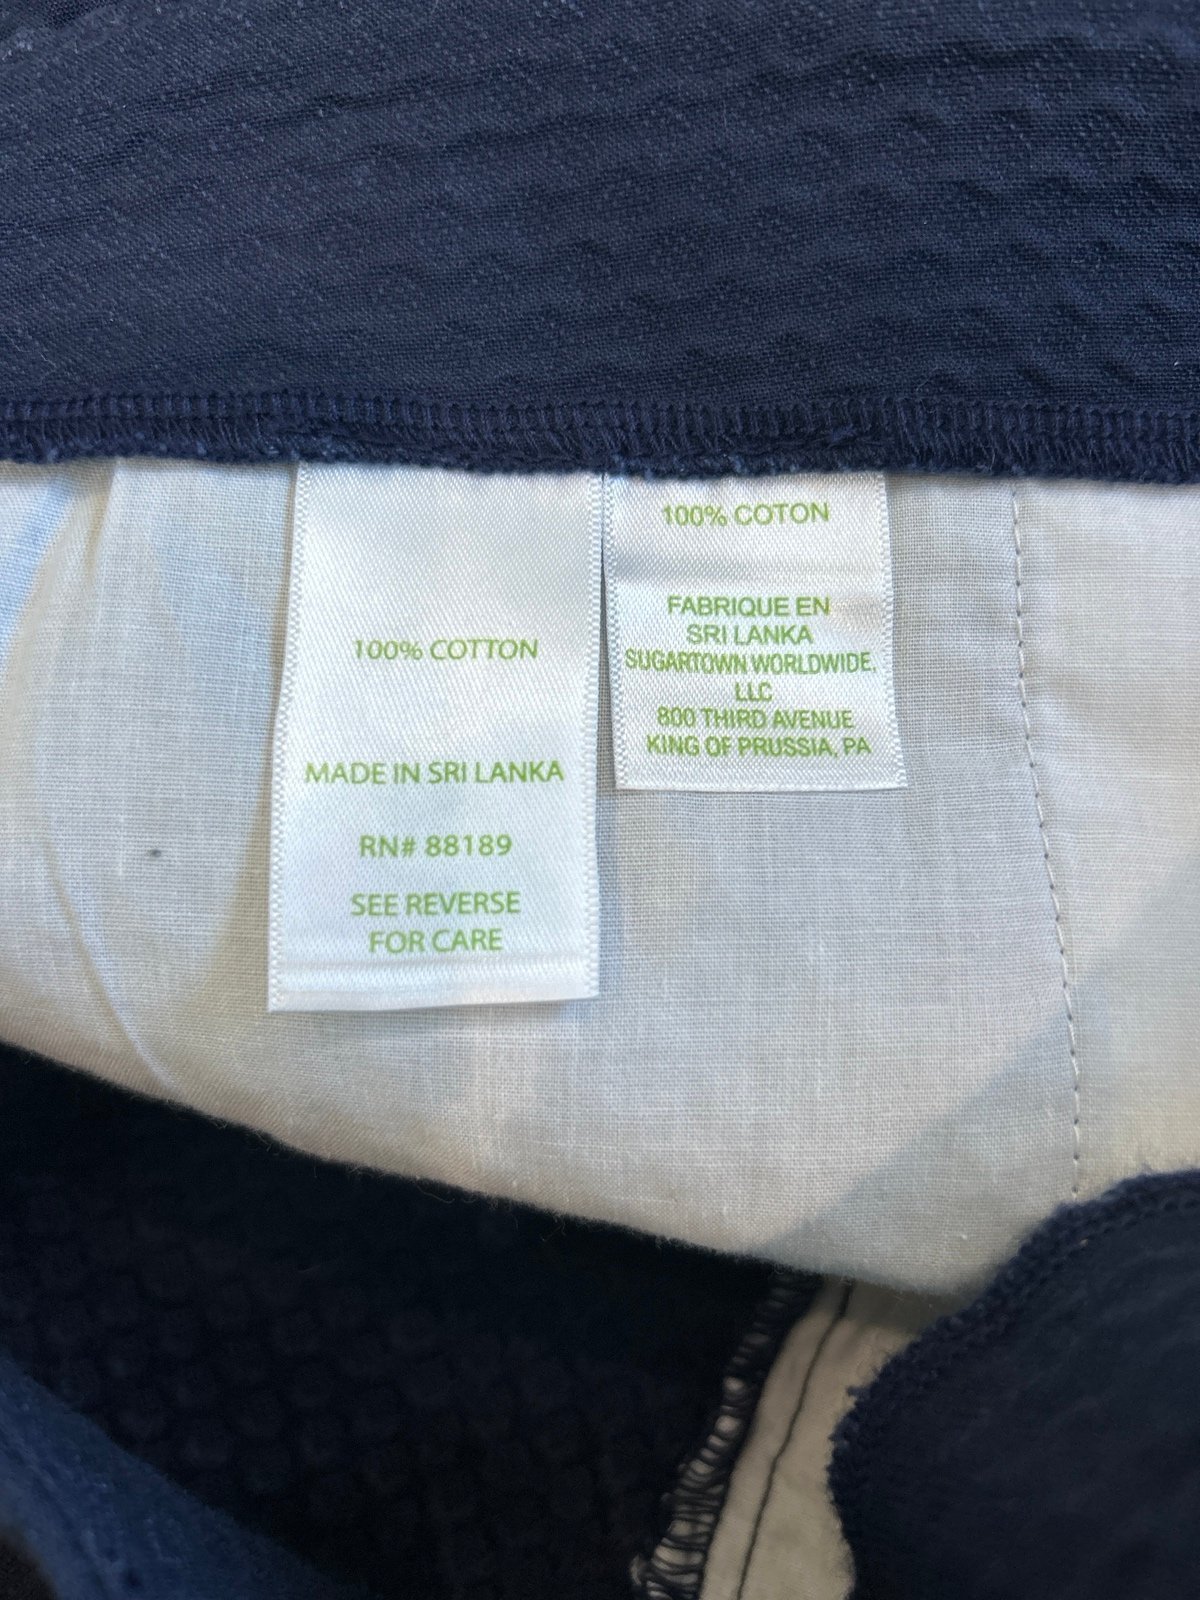 100% COTTON
MADE IN SRI LANKA
RN# 88189
SEE REVERSE
FOR CARE
100% COTON
FABRIQUE EN
SRI LANKA
SUGARTOWN WORLDWIDE,
LLC
800 THIRD AVENUE
KING OF PRUSSIA, PA